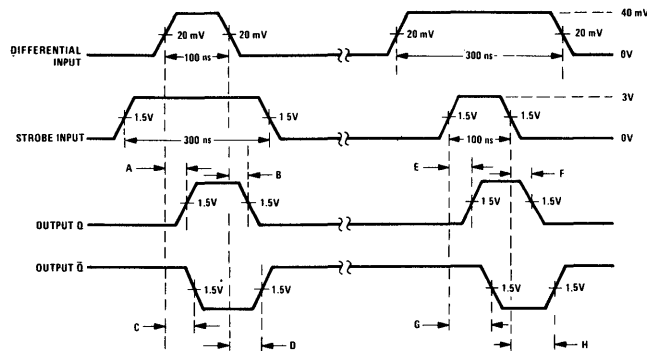 DIFFERENTIAL INPUT
20 mV
20 mV
100 ns
20 mV
20 mV
300 ns
40 mV
0V
STROBE INPUT
1.5V
1.5V
300 ns
1.5V
1.5V
100 ns
3V
0V
A
B
E
F
OUTPUT Q
1.5V
1.5V
1.5V
1.5V
OUTPUT Q̄
1.5V
1.5V
1.5V
1.5V
C
D
G
H